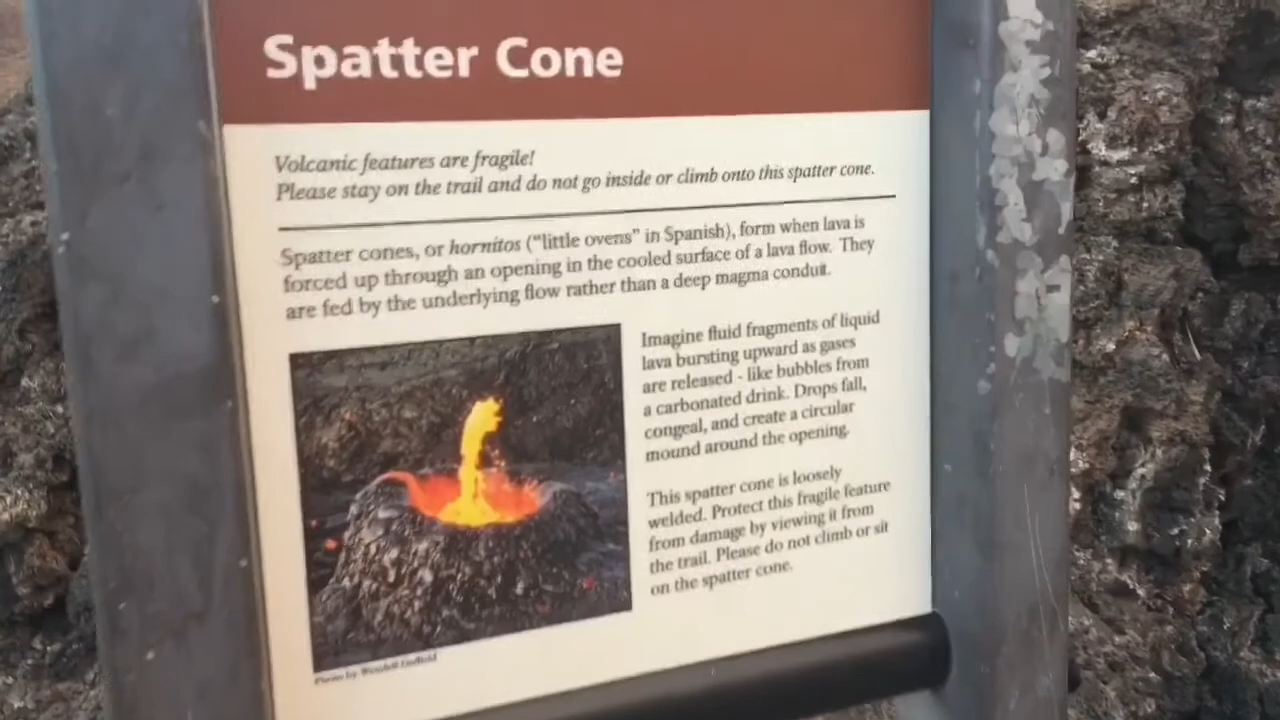 Spatter Cone
Volcanic features are fragile!
Please stay on the trail and do not go inside or climb onto this spatter cone.
Spatter cones, or hornitos (“little ovens” in Spanish), form when lava is
forced up through an opening in the cooled surface of a lava flow. They
are fed by the underlying flow rather than a deep magma conduit.
Imagine fluid fragments of liquid
lava bursting upward as gases
are released - like bubbles from
a carbonated drink. Drops fall,
congeal, and create a circular
mound around the opening.
This spatter cone is loosely
welded. Protect this fragile feature
from damage by viewing it from
the trail. Please do not climb or sit
on the spatter cone.
Photo by